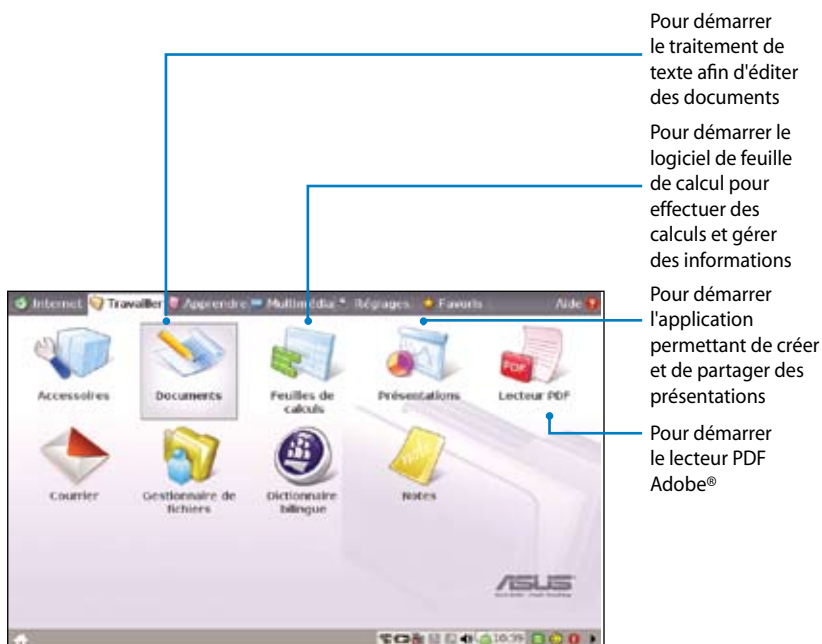 Pour démarrer
le traitement de
texte afin d'éditer
des documents
Pour démarrer le
logiciel de feuille
de calcul pour
effectuer des
calculs et gérer
des informations
Pour démarrer
l'application
permettant de créer
et de partager des
présentations
Pour démarrer
le lecteur PDF
Adobe®
Internet Travailler Apprendre Multimédia Réglages Favoris Aide
Accessoires Documents Feuilles de calculs Présentations Lecteur PDF
PDF
Courrier Gestionnaire de fichiers Dictionnaire bilingue Notes
ASUS